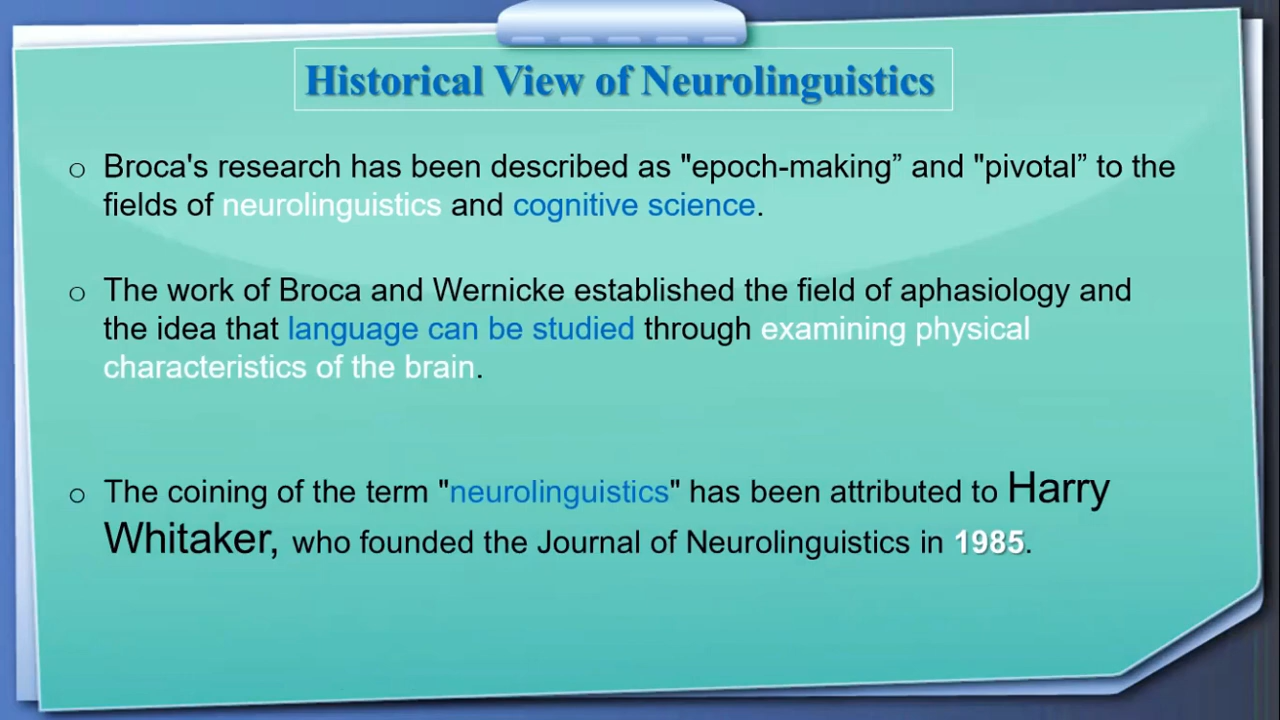 Historical View of Neurolinguistics
o Broca's research has been described as "epoch-making” and "pivotal” to the
fields of neurolinguistics and cognitive science.
o The work of Broca and Wernicke established the field of aphasiology and
the idea that language can be studied through examining physical
characteristics of the brain.
o The coining of the term "neurolinguistics" has been attributed to Harry
Whitaker, who founded the Journal of Neurolinguistics in 1985.